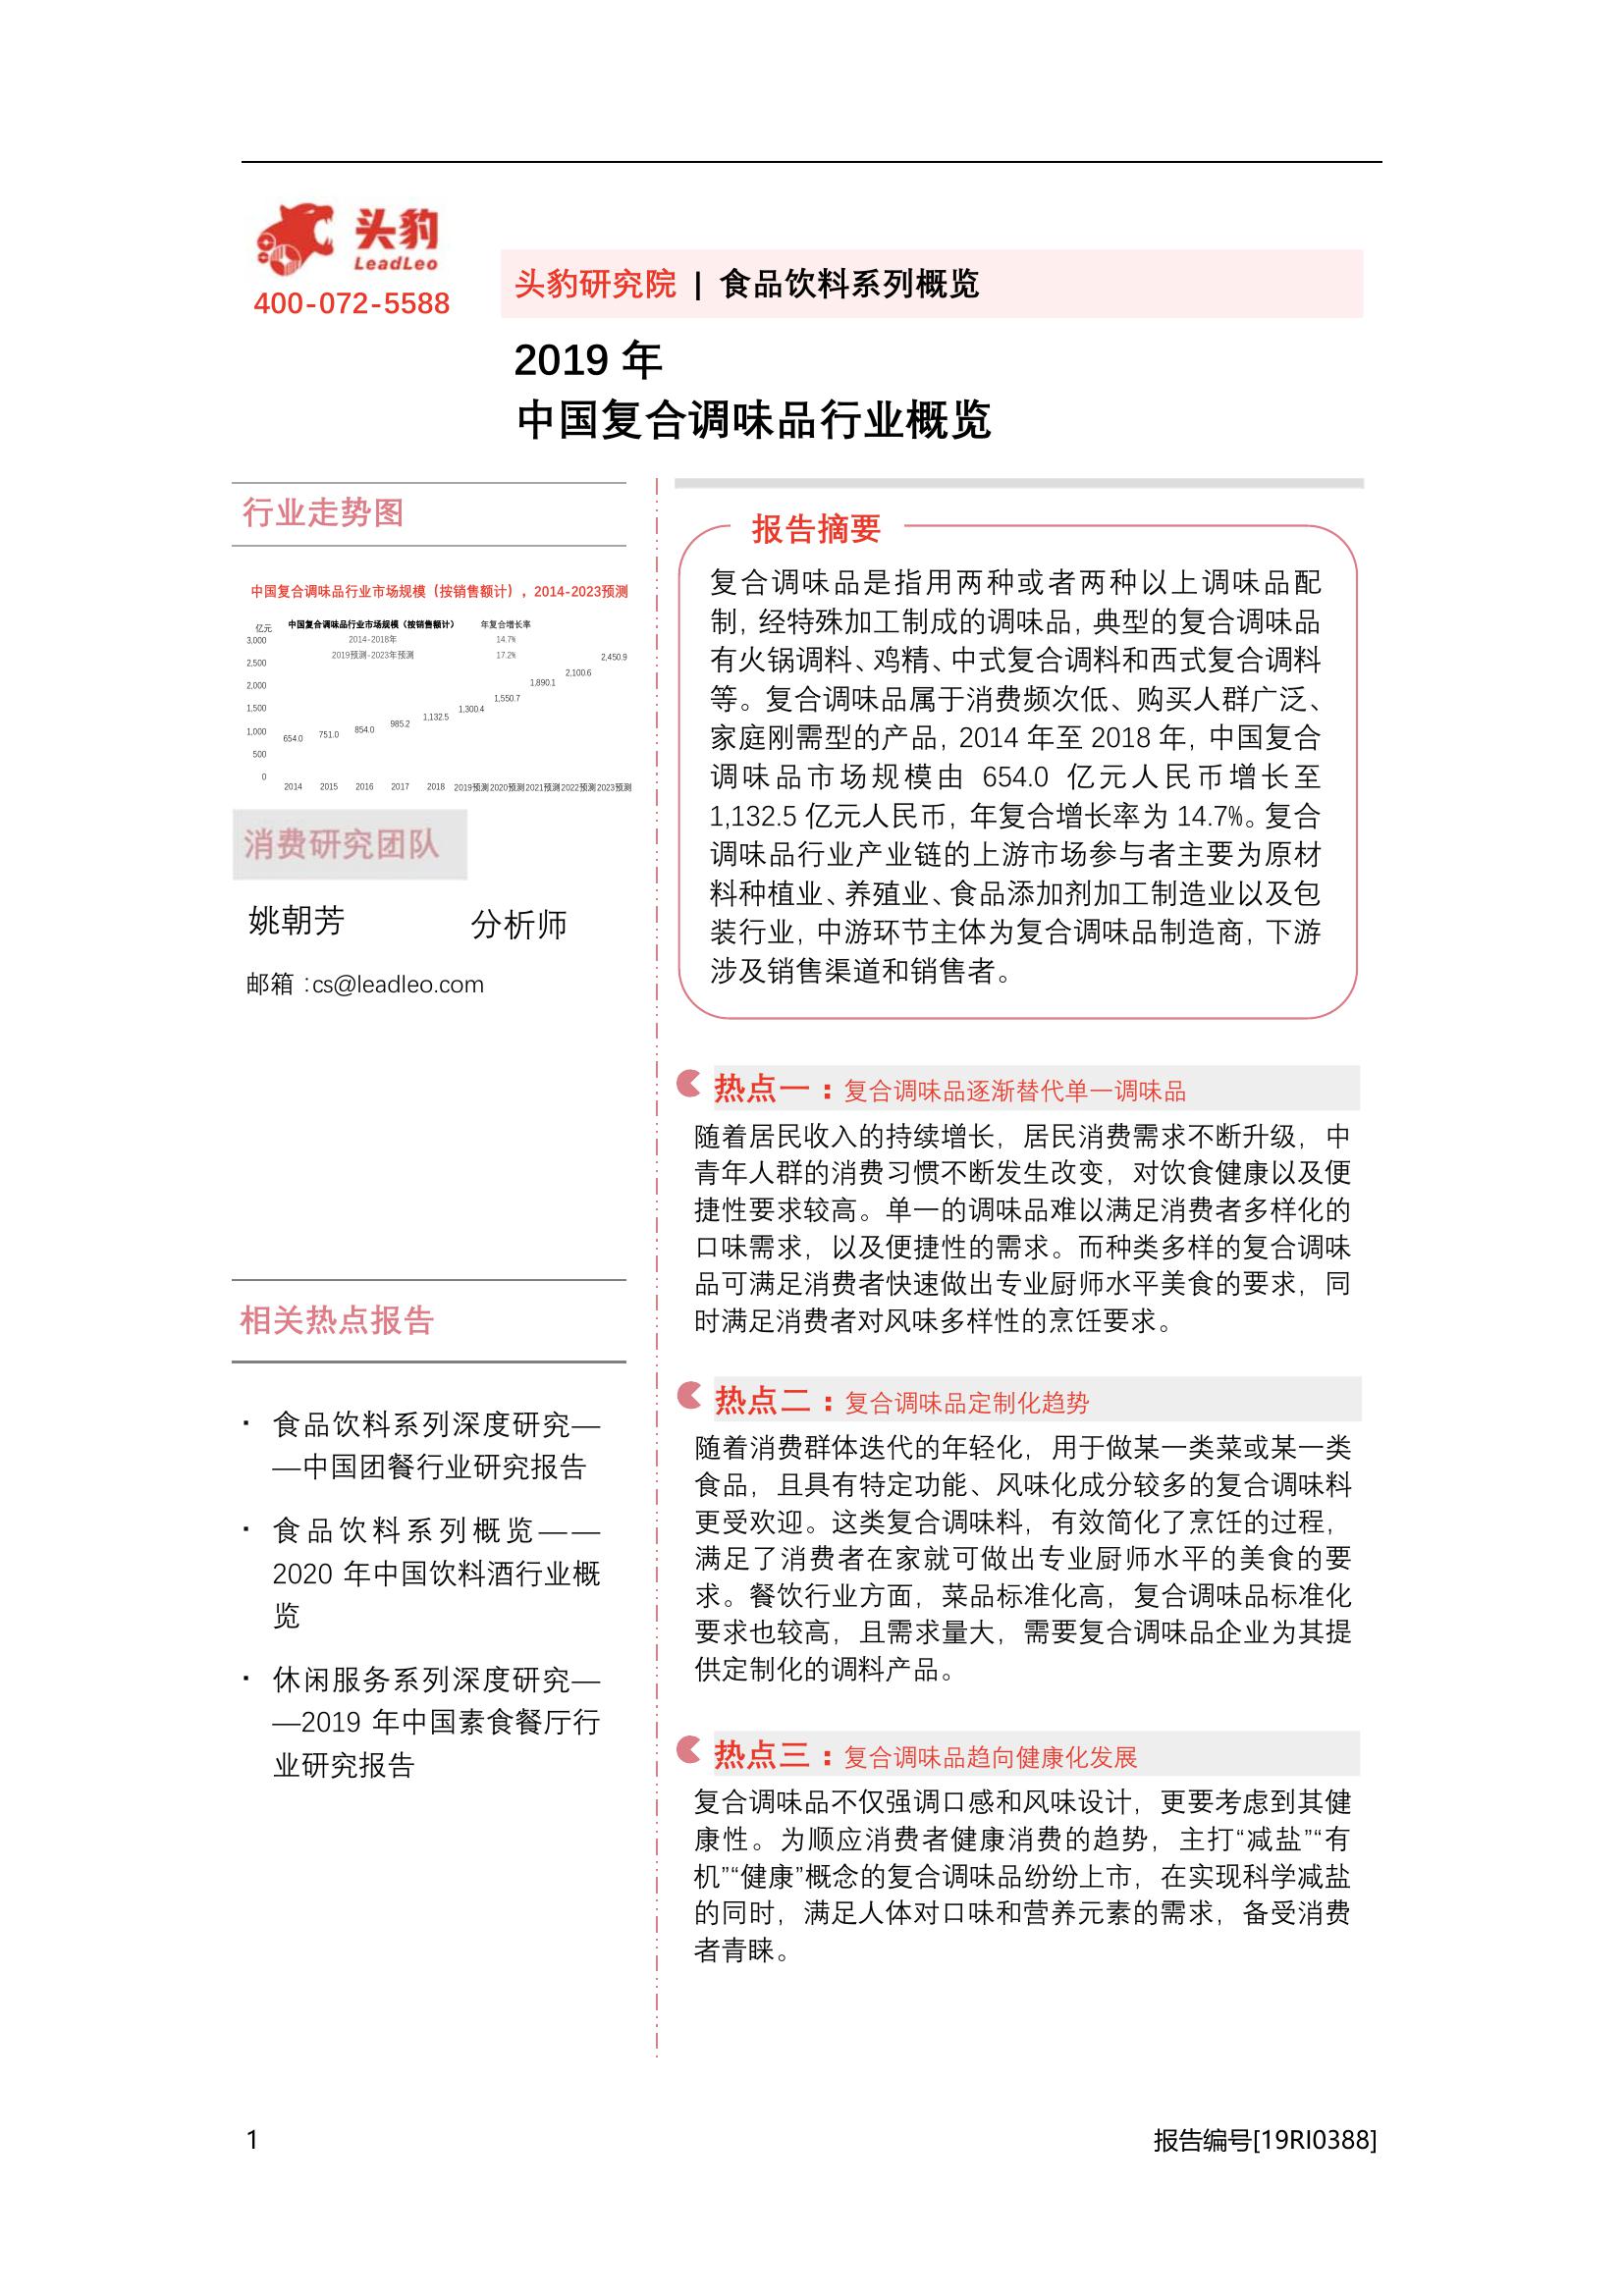 头豹
LeadLeo
400-072-5588
头豹研究院 | 食品饮料系列概览
2019 年
中国复合调味品行业概览
行业走势图
中国复合调味品行业市场规模（按销售额计），2014-2023预测
亿元
中国复合调味品行业市场规模（按销售额计） 年复合增长率
2014-2018年 14.7%
2019预测-2023年预测 17.2%
3,000
2,500
2,000
1,500
1,000
500
0
654.0 751.0 854.0 985.2 1,132.5 1,300.4 1,550.7 1,890.1 2,100.6 2,450.9
2014 2015 2016 2017 2018 2019预测 2020预测 2021预测 2022预测 2023预测
消费研究团队
姚朝芳 分析师
邮箱 :cs@leadleo.com
相关热点报告
· 食品饮料系列深度研究—
—中国团餐行业研究报告
· 食品饮料系列概览——
2020 年中国饮料酒行业概
览
· 休闲服务系列深度研究—
—2019 年中国素食餐厅行
业研究报告
报告摘要
复合调味品是指用两种或者两种以上调味品配
制，经特殊加工制成的调味品，典型的复合调味品
有火锅调料、鸡精、中式复合调料和西式复合调料
等。复合调味品属于消费频次低、购买人群广泛、
家庭刚需型的产品，2014 年至 2018 年，中国复合
调味品市场规模由 654.0 亿元人民币增长至
1,132.5 亿元人民币，年复合增长率为 14.7%。复合
调味品行业产业链的上游市场参与者主要为原材
料种植业、养殖业、食品添加剂加工制造业以及包
装行业，中游环节主体为复合调味品制造商，下游
涉及销售渠道和销售者。
热点一：复合调味品逐渐替代单一调味品
随着居民收入的持续增长，居民消费需求不断升级，中
青年人群的消费习惯不断发生改变，对饮食健康以及便
捷性要求较高。单一的调味品难以满足消费者多样化的
口味需求，以及便捷性的需求。而种类多样的复合调味
品可满足消费者快速做出专业厨师水平美食的要求，同
时满足消费者对风味多样性的烹饪要求。
热点二：复合调味品定制化趋势
随着消费群体迭代的年轻化，用于做某一类菜或某一类
食品，且具有特定功能、风味化成分较多的复合调味料
更受欢迎。这类复合调味料，有效简化了烹饪的过程，
满足了消费者在家就可做出专业厨师水平的美食的要
求。餐饮行业方面，菜品标准化高，复合调味品标准化
要求也较高，且需求量大，需要复合调味品企业为其提
供定制化的调料产品。
热点三：复合调味品趋向健康化发展
复合调味品不仅强调口感和风味设计，更要考虑到其健
康性。为顺应消费者健康消费的趋势，主打“减盐”“有
机”“健康”概念的复合调味品纷纷上市，在实现科学减盐
的同时，满足人体对口味和营养元素的需求，备受消费
者青睐。
1
报告编号[19RI0388]